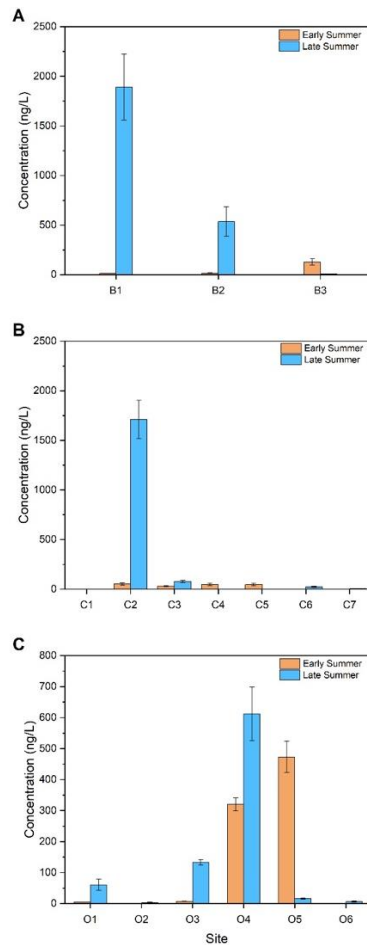 A
Early Summer
Late Summer
Concentration (ng/L)
2500
2000
1500
1000
500
0
B1 B2 B3
B
Early Summer
Late Summer
Concentration (ng/L)
2500
2000
1500
1000
500
0
C1 C2 C3 C4 C5 C6 C7
C
Early Summer
Late Summer
Concentration (ng/L)
800
700
600
500
400
300
200
100
0
O1 O2 O3 O4 O5 O6
Site